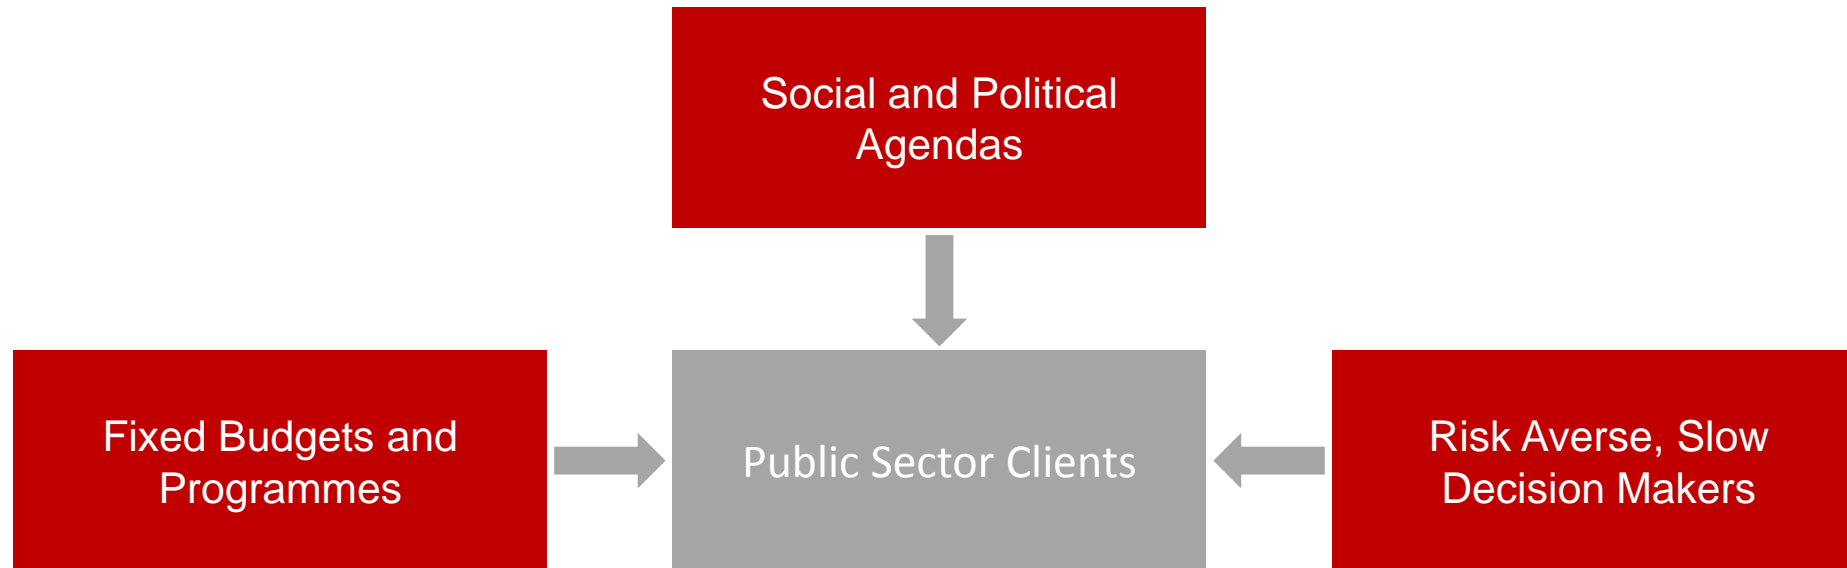 Social and Political
Agendas
Fixed Budgets and
Programmes
Public Sector Clients
Risk Averse, Slow
Decision Makers